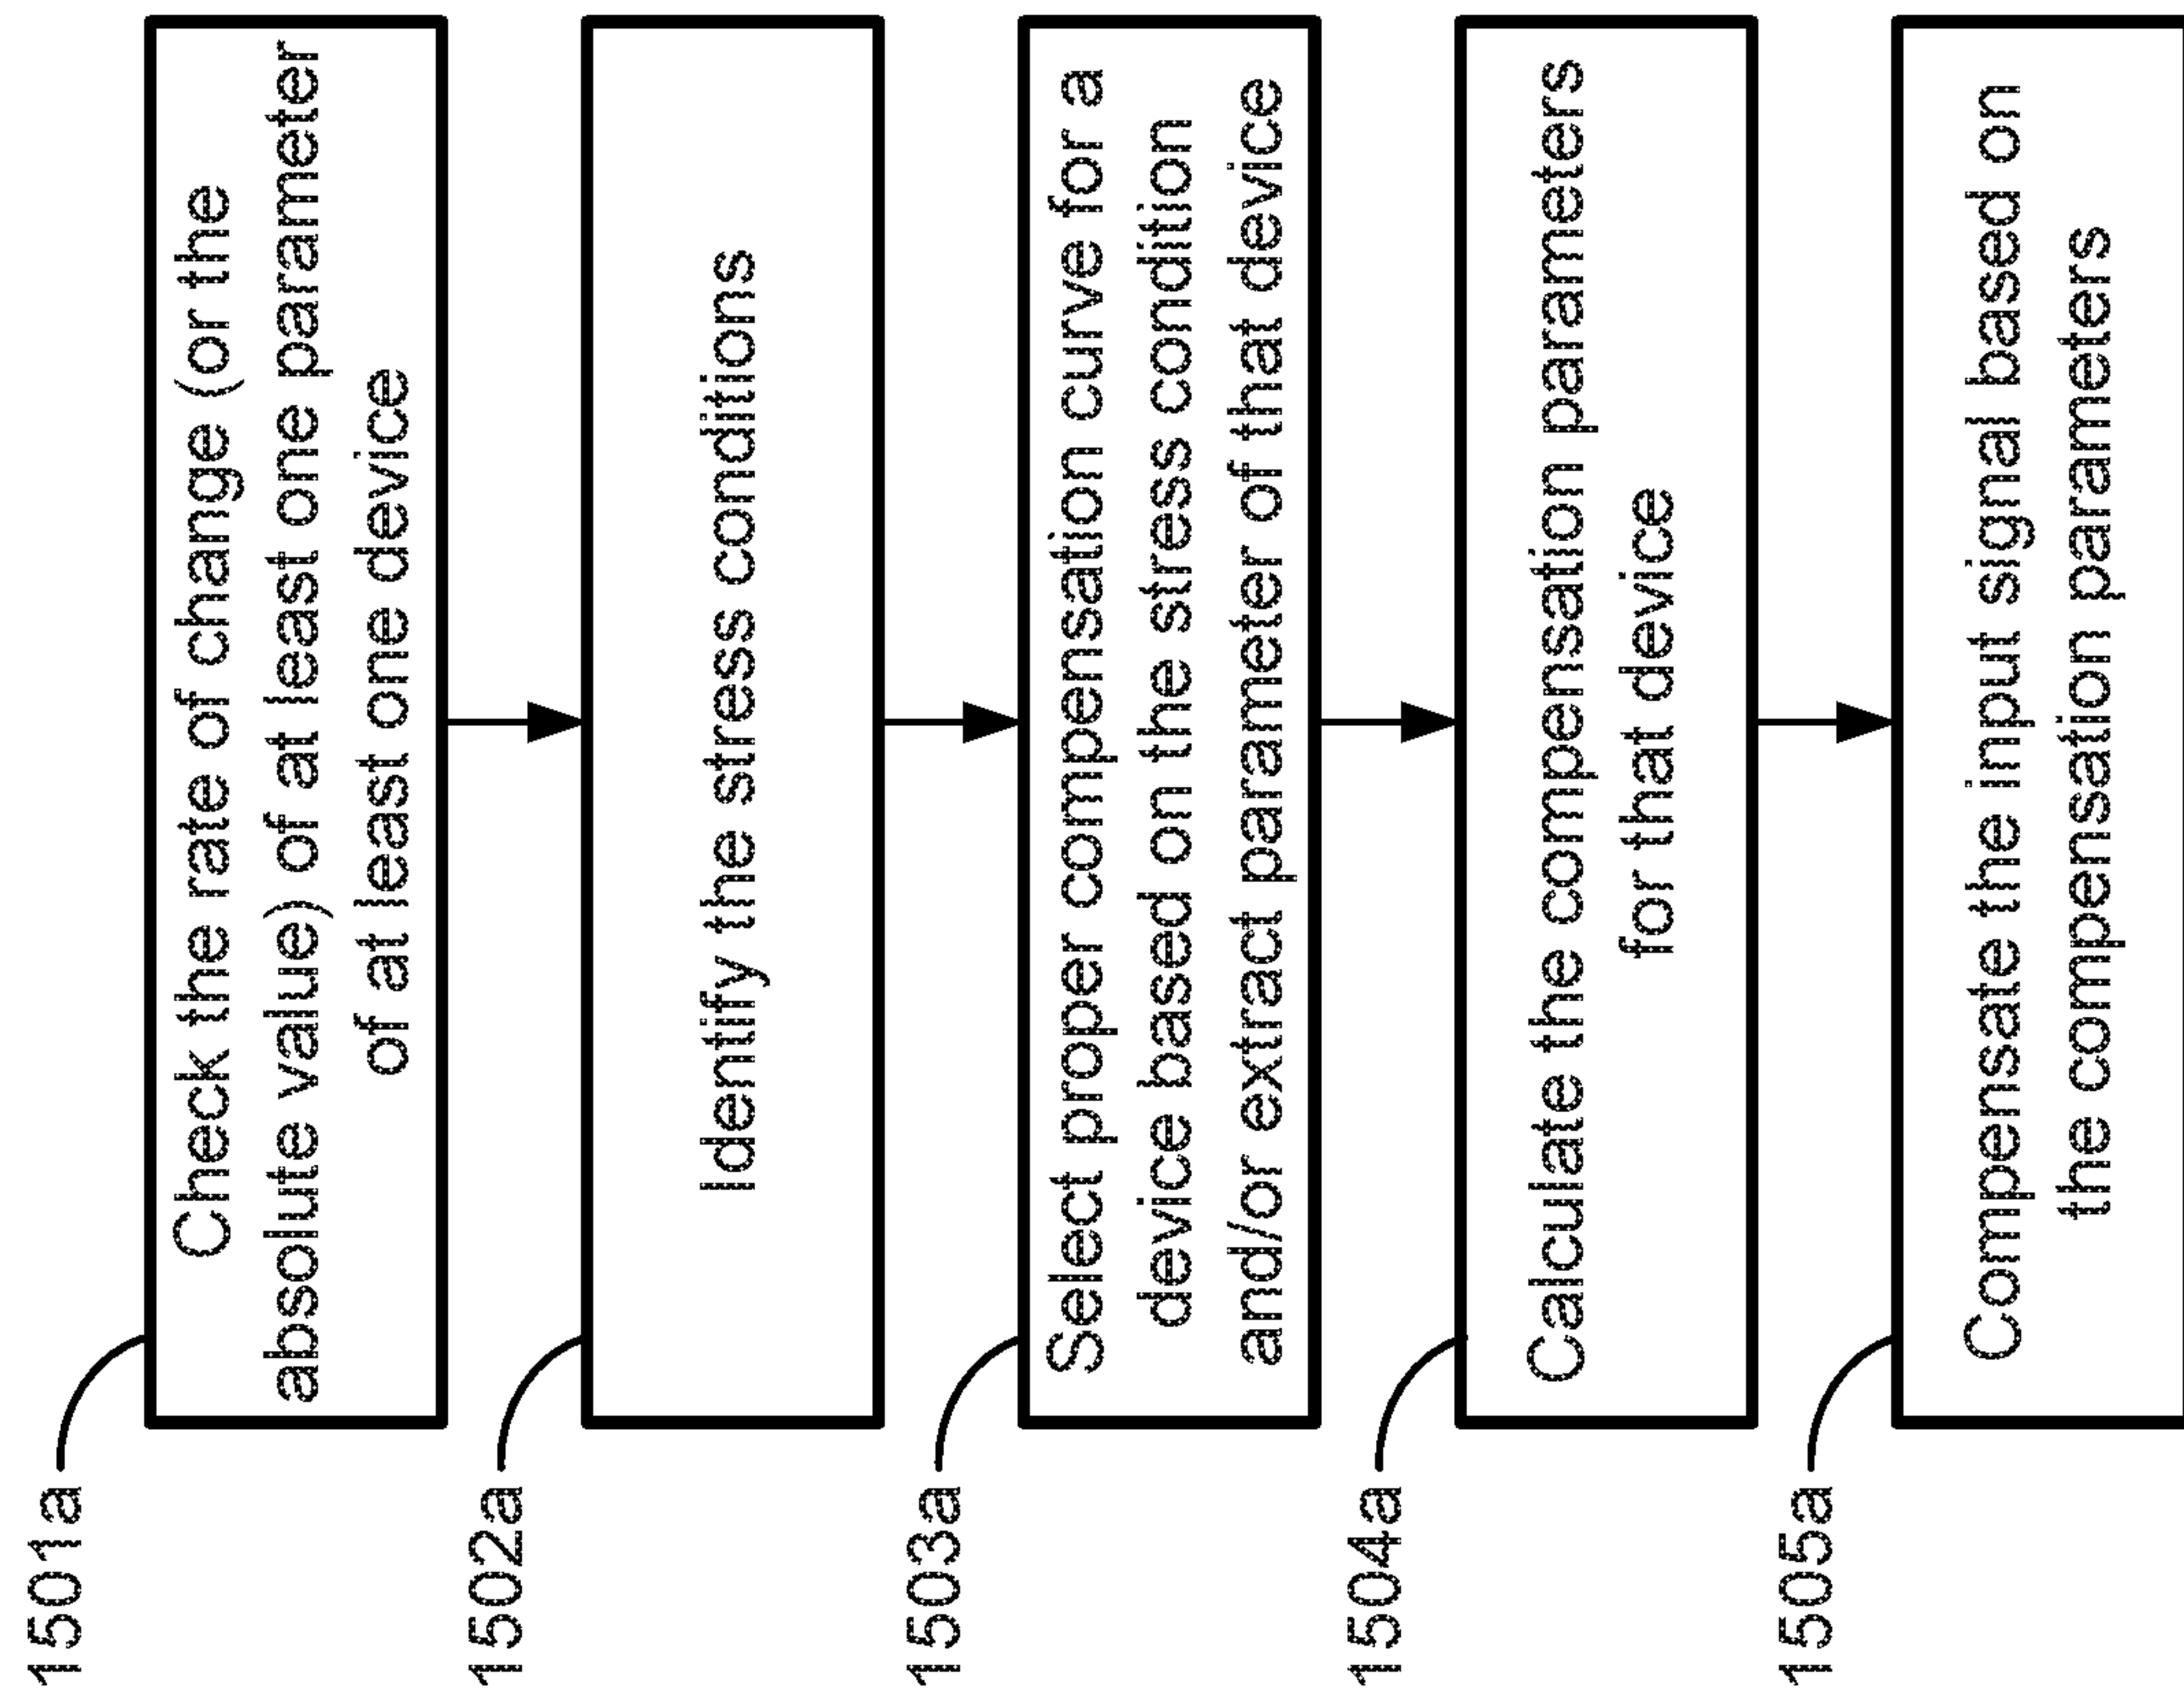 1501a
Check the rate of change (or the
absolute value) of at least one parameter
of at least one device
1502a
Identify the stress conditions
1503a
Select proper compensation curve for a
device based on the stress condition
and/or extract parameter of that device
1504a
Calculate the compensation parameters
for that device
1505a
Compensate the input signal based on
the compensation parameters